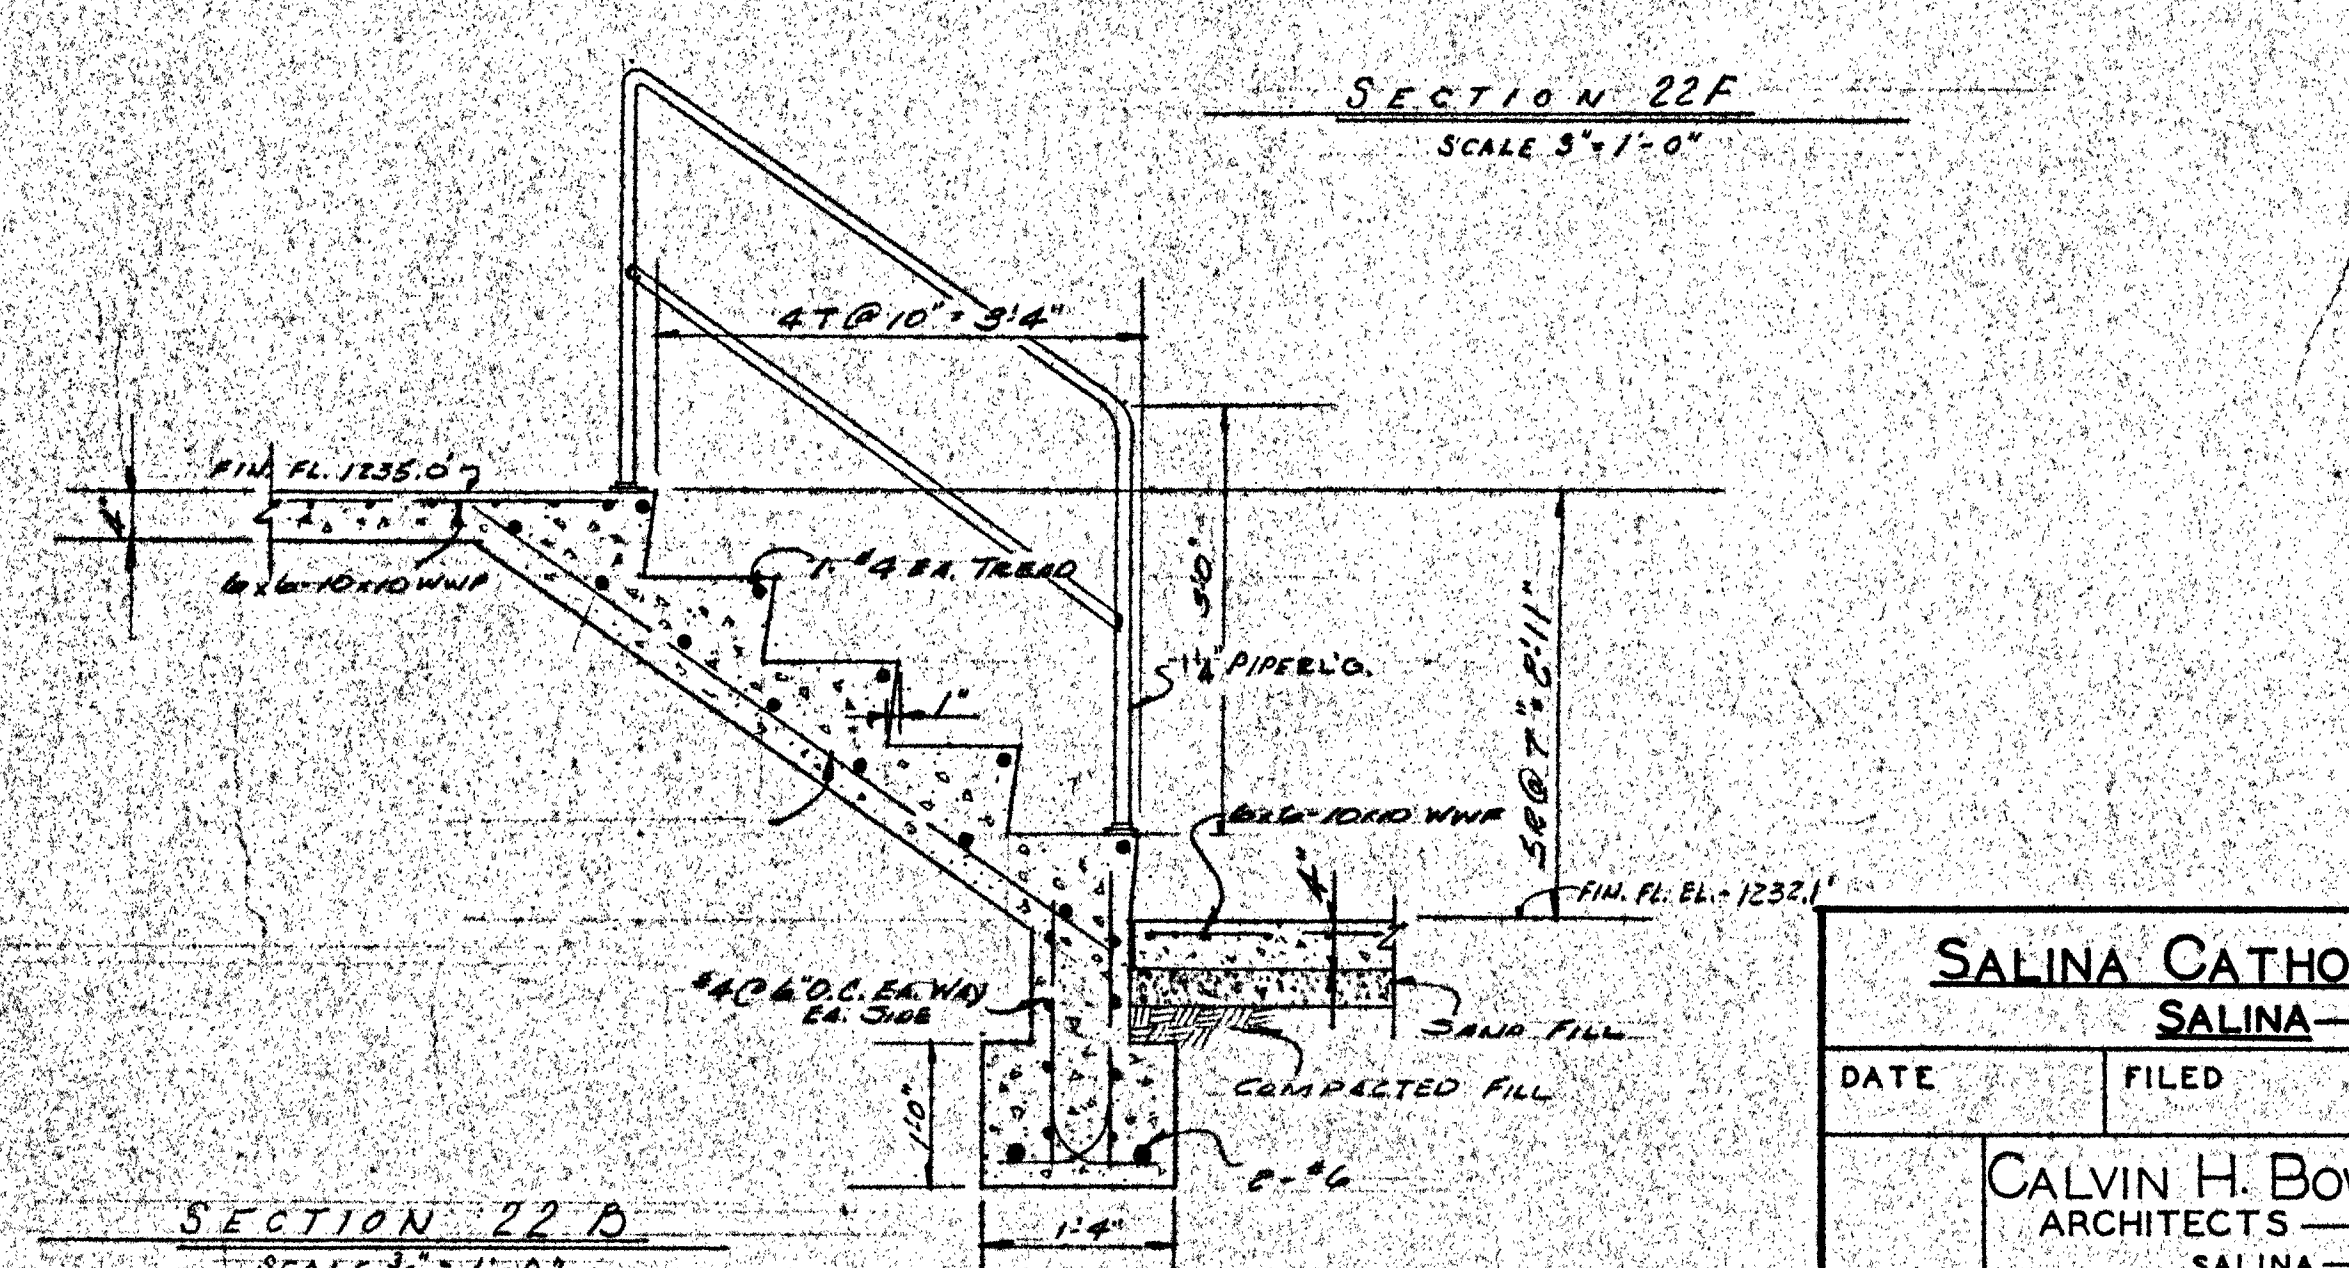 SECTION 22F
SCALE 3"=1'-0"
4T@10"=3'4"
FIN. FL. 1235.0'
4"
6x6-10x10 WWF
1-#4 EA. TREAD
3'0"
1¼" PIPE RL'G.
5R@7"=2'11"
1"
6x6-10x10 WWF
4"
FIN. FL. EL.-1232.1'
#4@6"O.C. EA. WAY
EA. SIDE
SAND FILL
COMPACTED FILL
1'-0"
2-#6
1'-4"
SECTION 22B
SCALE
SALINA CATHO
SALINA—
DATE
FILED
CALVIN H. BOW
ARCHITECTS —
SALINA—